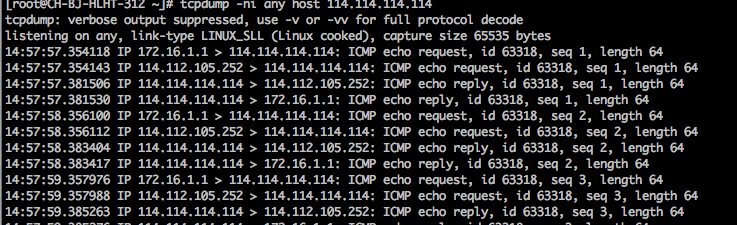 [root@CH-BJ-HLHT-312 ~]# tcpdump -ni any host 114.114.114.114
tcpdump: verbose output suppressed, use -v or -vv for full protocol decode
listening on any, link-type LINUX_SLL (Linux cooked), capture size 65535 bytes
14:57:57.354118 IP 172.16.1.1 > 114.114.114.114: ICMP echo request, id 63318, seq 1, length 64
14:57:57.354143 IP 114.112.105.252 > 114.114.114.114: ICMP echo request, id 63318, seq 1, length 64
14:57:57.381506 IP 114.114.114.114 > 114.112.105.252: ICMP echo reply, id 63318, seq 1, length 64
14:57:57.381530 IP 114.114.114.114 > 172.16.1.1: ICMP echo reply, id 63318, seq 1, length 64
14:57:58.356100 IP 172.16.1.1 > 114.114.114.114: ICMP echo request, id 63318, seq 2, length 64
14:57:58.356112 IP 114.112.105.252 > 114.114.114.114: ICMP echo request, id 63318, seq 2, length 64
14:57:58.383404 IP 114.114.114.114 > 114.112.105.252: ICMP echo reply, id 63318, seq 2, length 64
14:57:58.383417 IP 114.114.114.114 > 172.16.1.1: ICMP echo reply, id 63318, seq 2, length 64
14:57:59.357976 IP 172.16.1.1 > 114.114.114.114: ICMP echo request, id 63318, seq 3, length 64
14:57:59.357988 IP 114.112.105.252 > 114.114.114.114: ICMP echo request, id 63318, seq 3, length 64
14:57:59.385263 IP 114.114.114.114 > 114.112.105.252: ICMP echo reply, id 63318, seq 3, length 64